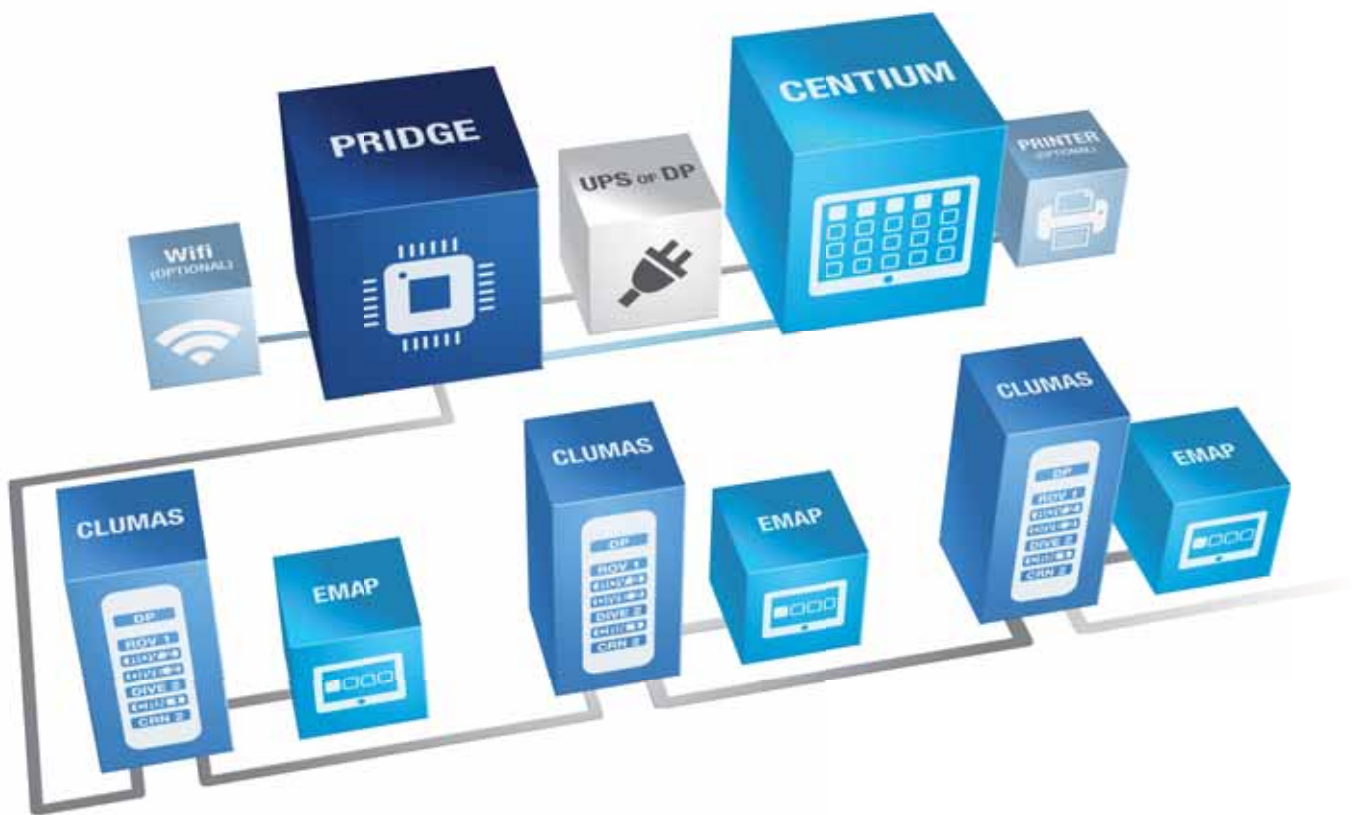 CENTIUM
PRIDGE
PRINTER
(OPTIONAL)
UPS OF DP
Wifi
(OPTIONAL)
CLUMAS
DP
ROV 1
DIVE 2
CRN 2
EMAP
CLUMAS
DP
ROV 1
DIVE 2
CRN 2
EMAP
CLUMAS
DP
ROV 1
DIVE 2
CRN 2
EMAP